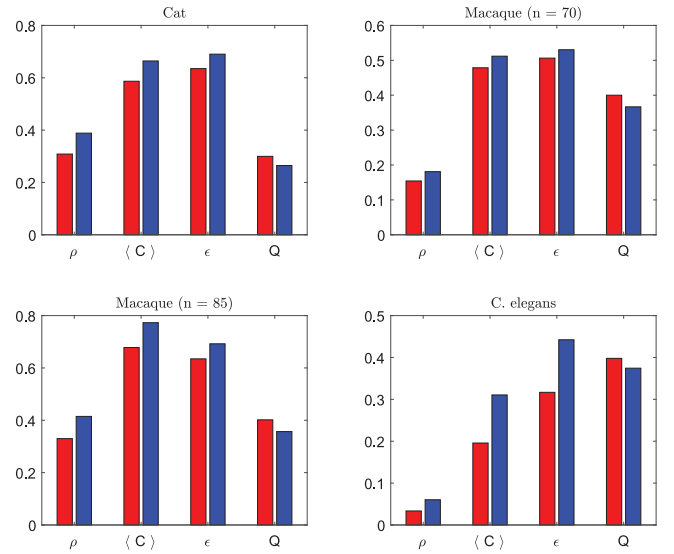 Cat
0.8
0.6
0.4
0.2
0
ρ ⟨ C ⟩ ϵ Q
Macaque (n = 70)
0.6
0.5
0.4
0.3
0.2
0.1
0
ρ ⟨ C ⟩ ϵ Q
Macaque (n = 85)
0.8
0.6
0.4
0.2
0
ρ ⟨ C ⟩ ϵ Q
C. elegans
0.5
0.4
0.3
0.2
0.1
0
ρ ⟨ C ⟩ ϵ Q